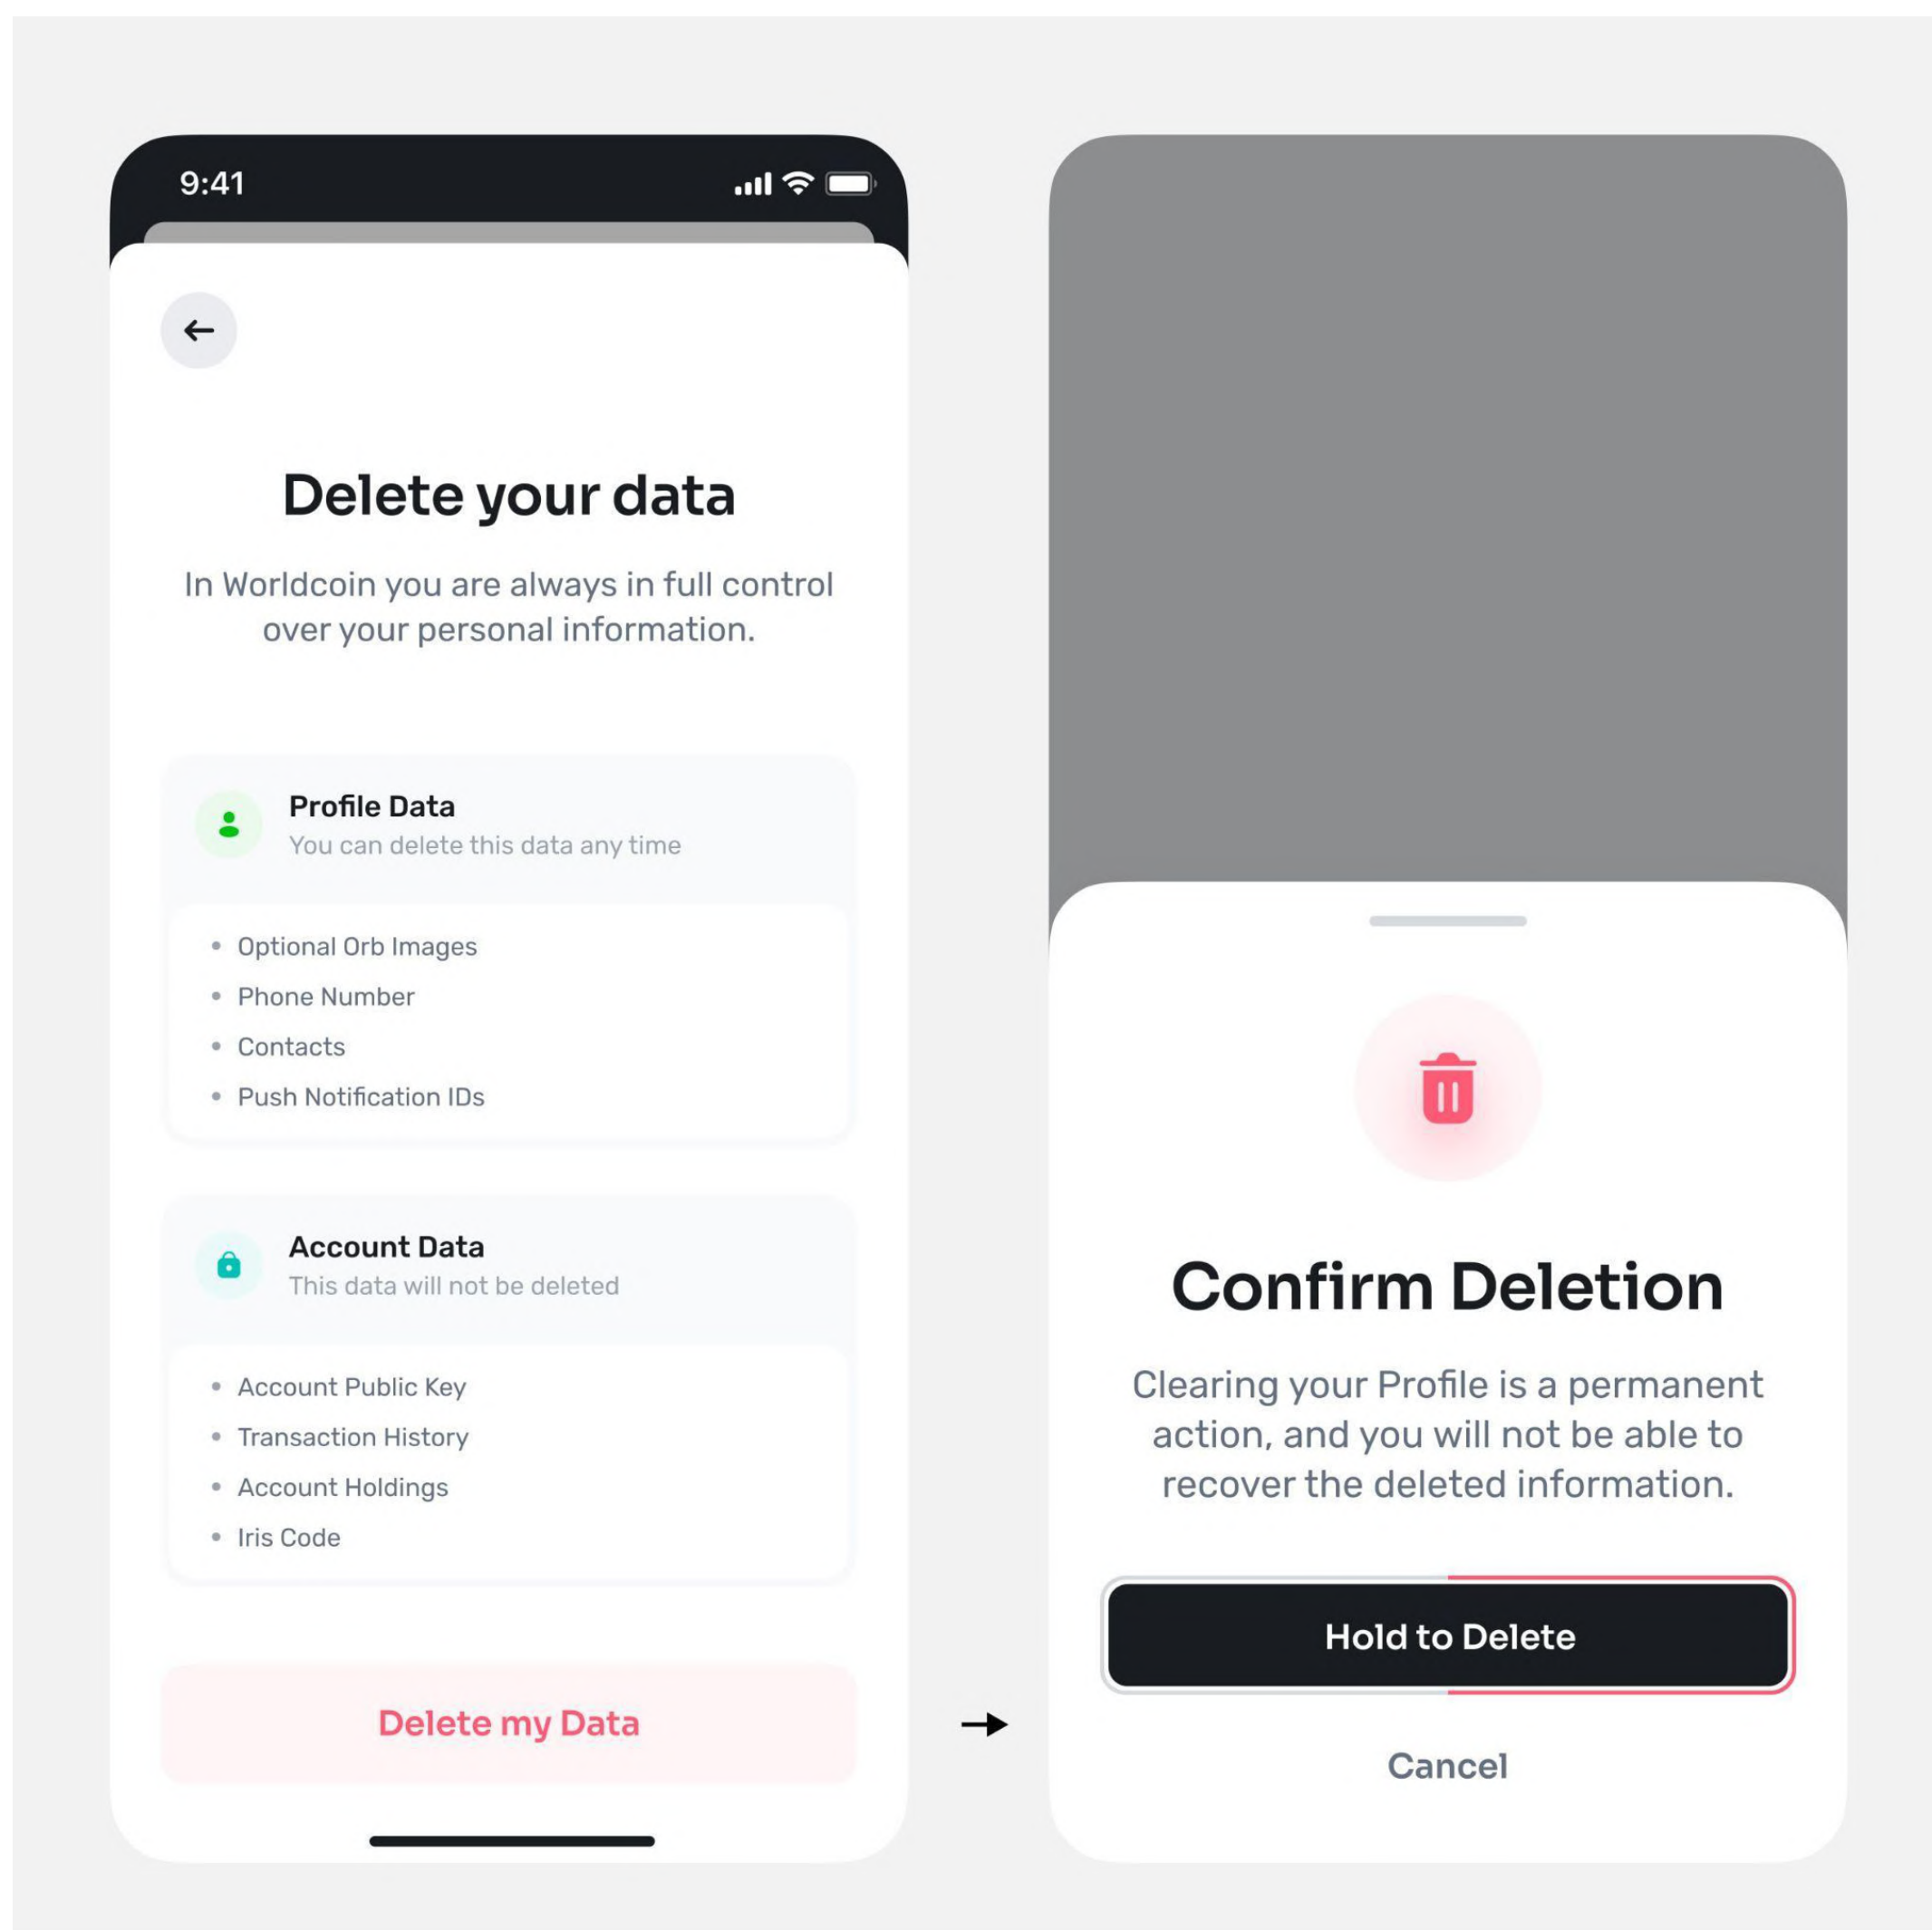 9:41
Delete your data
In Worldcoin you are always in full control
over your personal information.
Profile Data
You can delete this data any time
• Optional Orb Images
• Phone Number
• Contacts
• Push Notification IDs
Account Data
This data will not be deleted
• Account Public Key
• Transaction History
• Account Holdings
• Iris Code
Delete my Data
Confirm Deletion
Clearing your Profile is a permanent
action, and you will not be able to
recover the deleted information.
Hold to Delete
Cancel